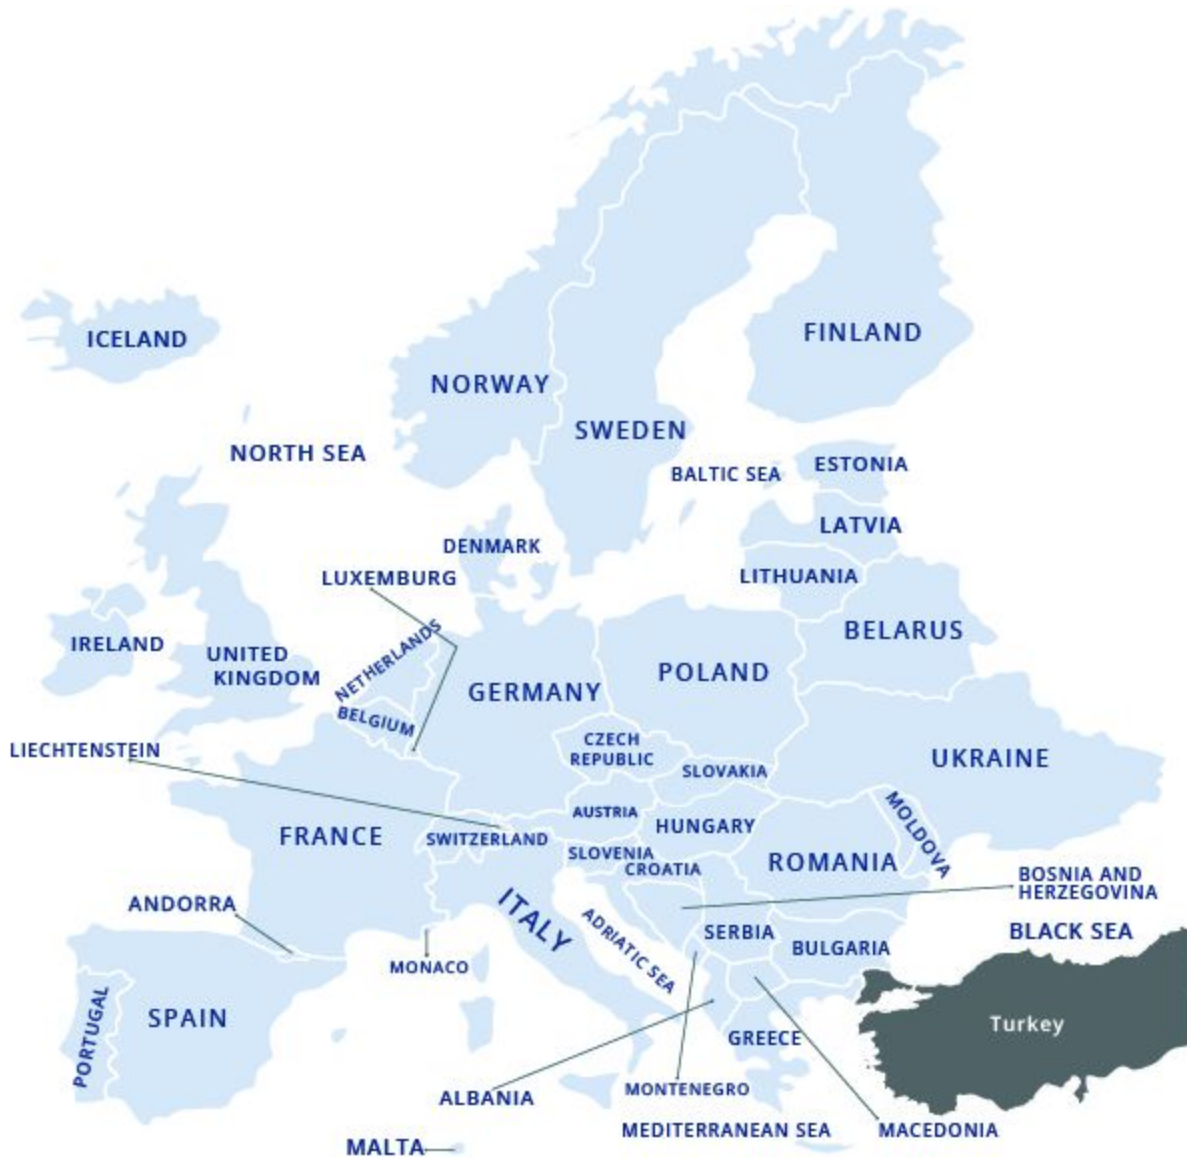 ICELAND
FINLAND
NORWAY
SWEDEN
NORTH SEA
BALTIC SEA
ESTONIA
LATVIA
DENMARK
LUXEMBURG
LITHUANIA
BELARUS
IRELAND
UNITED
KINGDOM
NETHERLANDS
POLAND
GERMANY
BELGIUM
LIECHTENSTEIN
CZECH
REPUBLIC
SLOVAKIA
UKRAINE
AUSTRIA
HUNGARY
MOLDOVA
FRANCE
SWITZERLAND
SLOVENIA
CROATIA
ROMANIA
BOSNIA AND
HERZEGOVINA
ANDORRA
ITALY
ADRIATIC SEA
SERBIA
BULGARIA
BLACK SEA
MONACO
PORTUGAL
SPAIN
Turkey
GREECE
ALBANIA
MONTENEGRO
MEDITERRANEAN SEA
MACEDONIA
MALTA